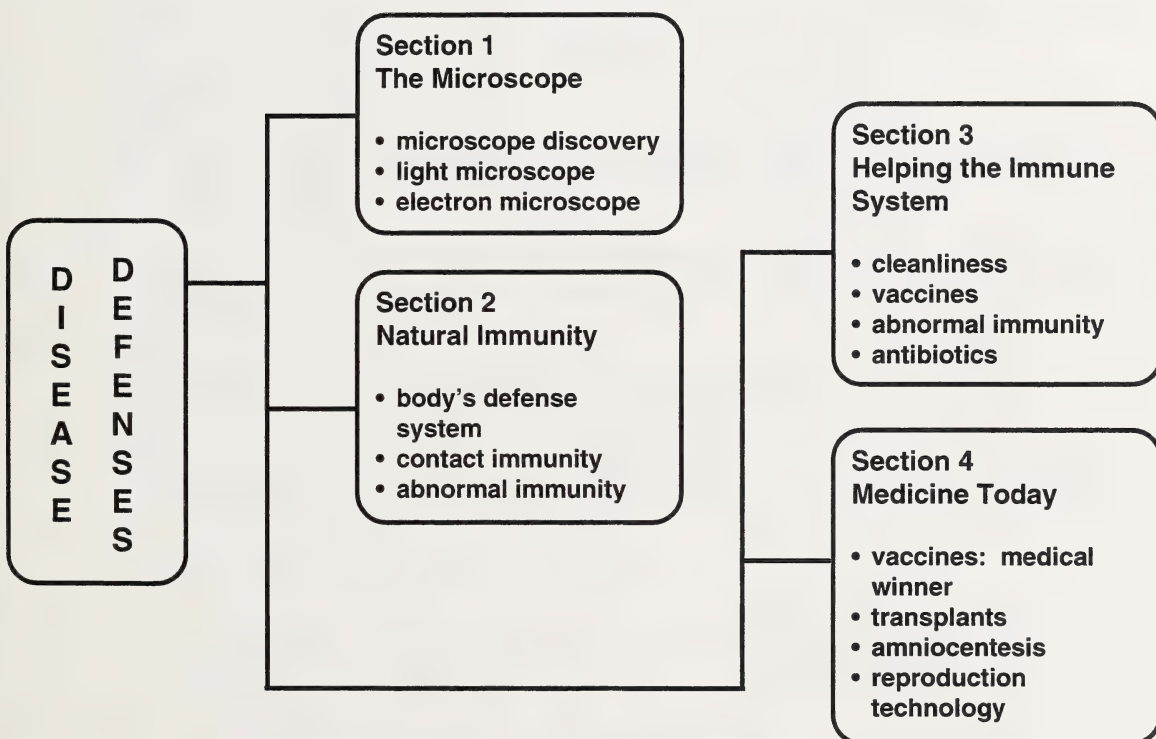 DISEASE
DEFENSES
Section 1
The Microscope
• microscope discovery
• light microscope
• electron microscope
Section 2
Natural Immunity
• body's defense
system
• contact immunity
• abnormal immunity
Section 3
Helping the Immune
System
• cleanliness
• vaccines
• abnormal immunity
• antibiotics
Section 4
Medicine Today
• vaccines: medical
winner
• transplants
• amniocentesis
• reproduction
technology